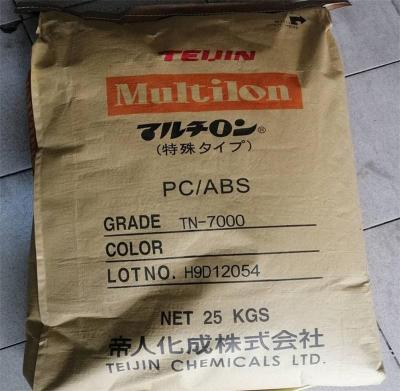 TEIJIN
Multilon
マルチロン®
(特殊タイプ)
PC/ABS
GRADE TN-7000
COLOR
LOT NO. H9D12054
NET 25 KGS
帝人化成株式会社
TEIJIN CHEMICALS LTD.